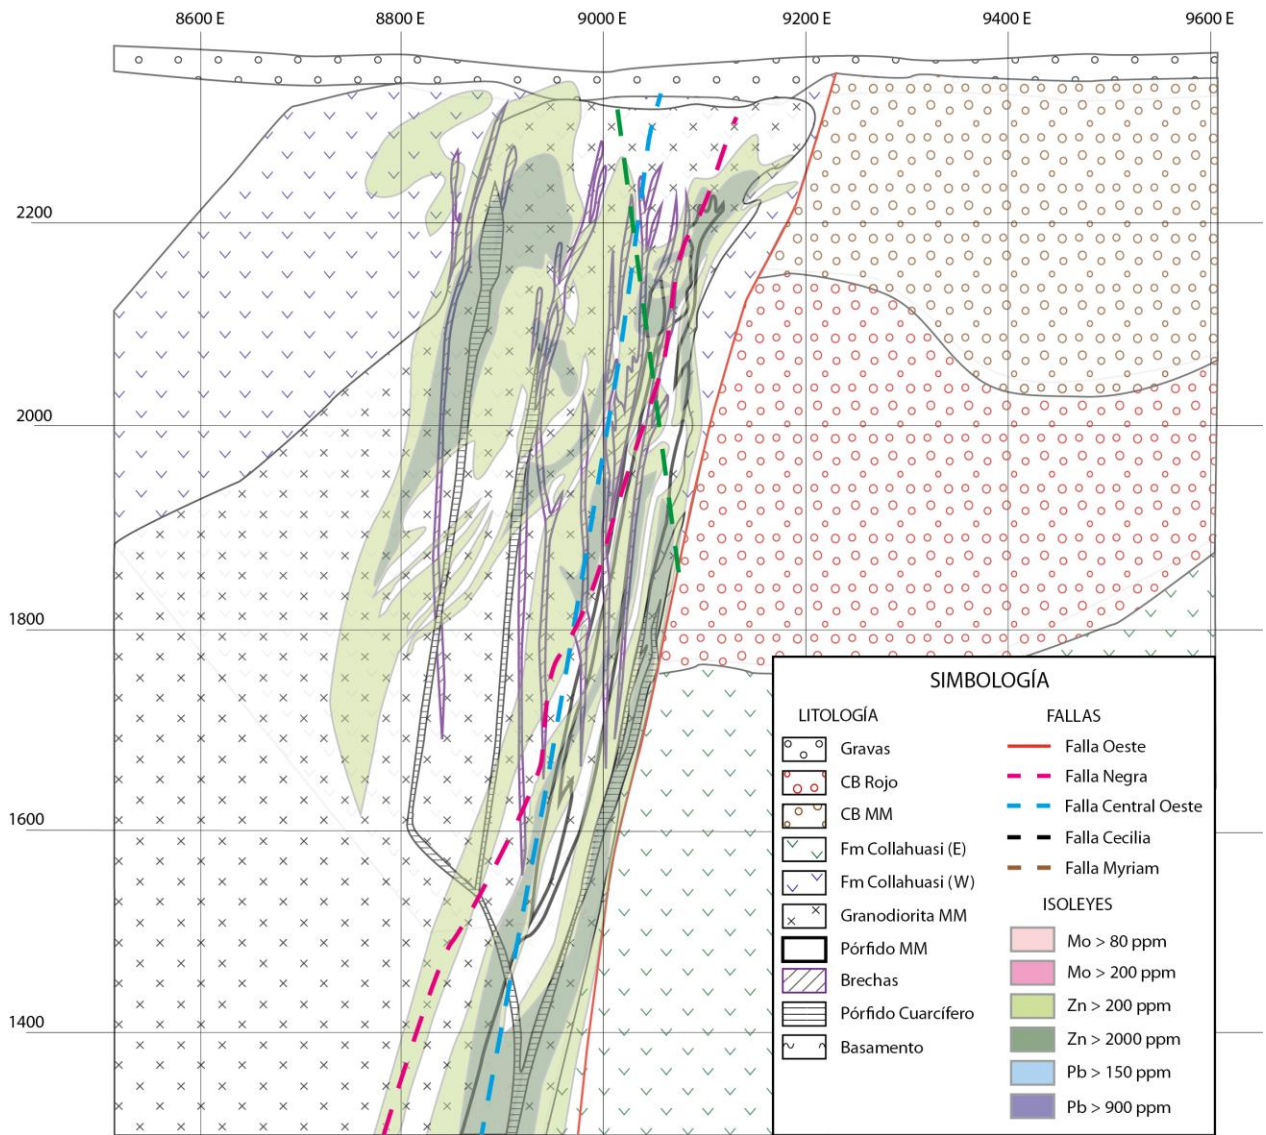 8600 E 8800 E 9000 E 9200 E 9400 E 9600 E
2200
2000
1800
1600
1400
SIMBOLOGÍA
LITOLOGÍA
Gravas
CB Rojo
CB MM
Fm Collahuasi (E)
Fm Collahuasi (W)
Granodiorita MM
Pórfido MM
Brechas
Pórfido Cuarcífero
Basamento
FALLAS
Falla Oeste
Falla Negra
Falla Central Oeste
Falla Cecilia
Falla Myriam
ISOLEYES
Mo > 80 ppm
Mo > 200 ppm
Zn > 200 ppm
Zn > 2000 ppm
Pb > 150 ppm
Pb > 900 ppm